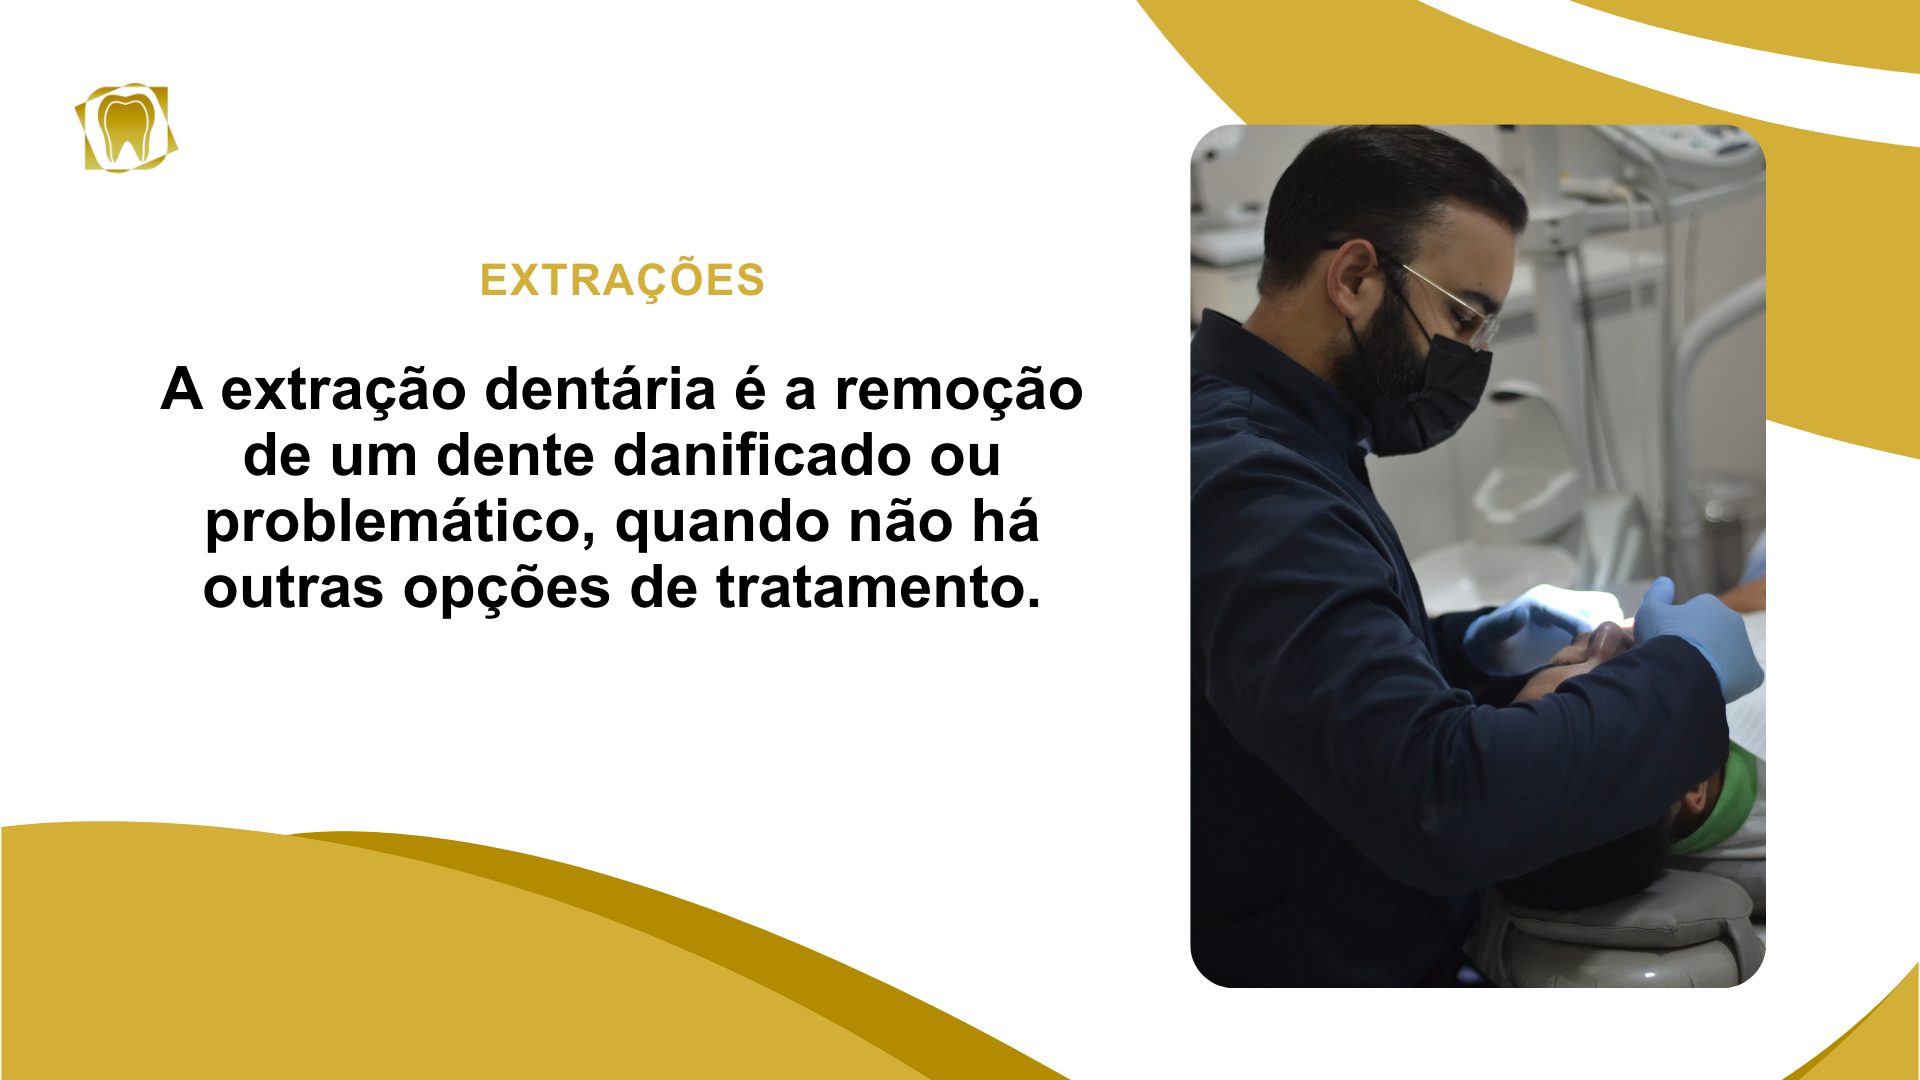 EXTRAÇÕES
A extração dentária é a remoção
de um dente danificado ou
problemático, quando não há
outras opções de tratamento.